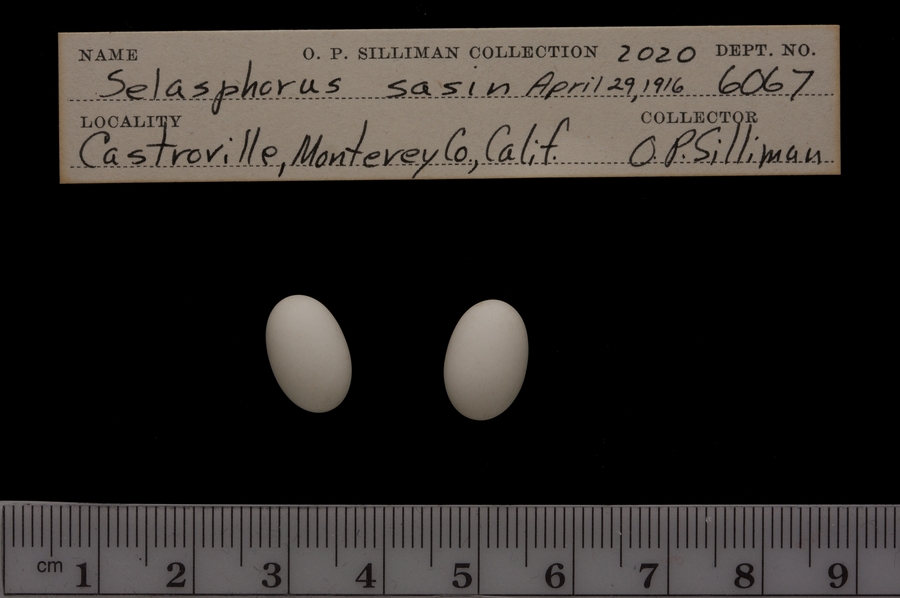 NAME O. P. SILLIMAN COLLECTION 2020 DEPT. NO.
Selasphorus sasin April 29, 1916 6067
LOCALITY COLLECTOR
Castroville, Monterey Co., Calif. O.P. Silliman
cm 1 2 3 4 5 6 7 8 9